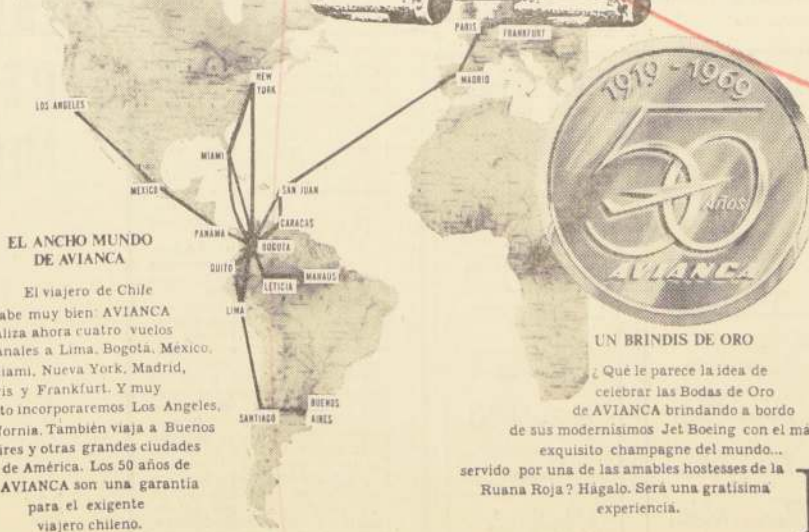 PARIS
FRANKFURT
MADRID
NEW
YORK
LOS ANGELES
MIAMI
MEXICO
SAN JUAN
CARACAS
PANAMA
BOGOTA
QUITO
LETICIA
MANAUS
LIMA
SANTIAGO
BUENOS
AIRES
1919 - 1969
50
AÑOS
AVIANCA
EL ANCHO MUNDO
DE AVIANCA
El viajero de Chile
abe muy bien: AVIANCA
aliza ahora cuatro vuelos
anales a Lima, Bogotá, México,
iami, Nueva York, Madrid,
ris y Frankfurt. Y muy
to incorporaremos Los Angeles,
fornia. También viaja a Buenos
ires y otras grandes ciudades
de América. Los 50 años de
AVIANCA son una garantía
para el exigente
viajero chileno.
UN BRINDIS DE ORO
¿Qué le parece la idea de
celebrar las Bodas de Oro
de AVIANCA brindando a bordo
de sus modernísimos Jet Boeing con el má
exquisito champagne del mundo...
servido por una de las amables hostesses de la
Ruana Roja? Hágalo. Será una gratísima
experiencia.